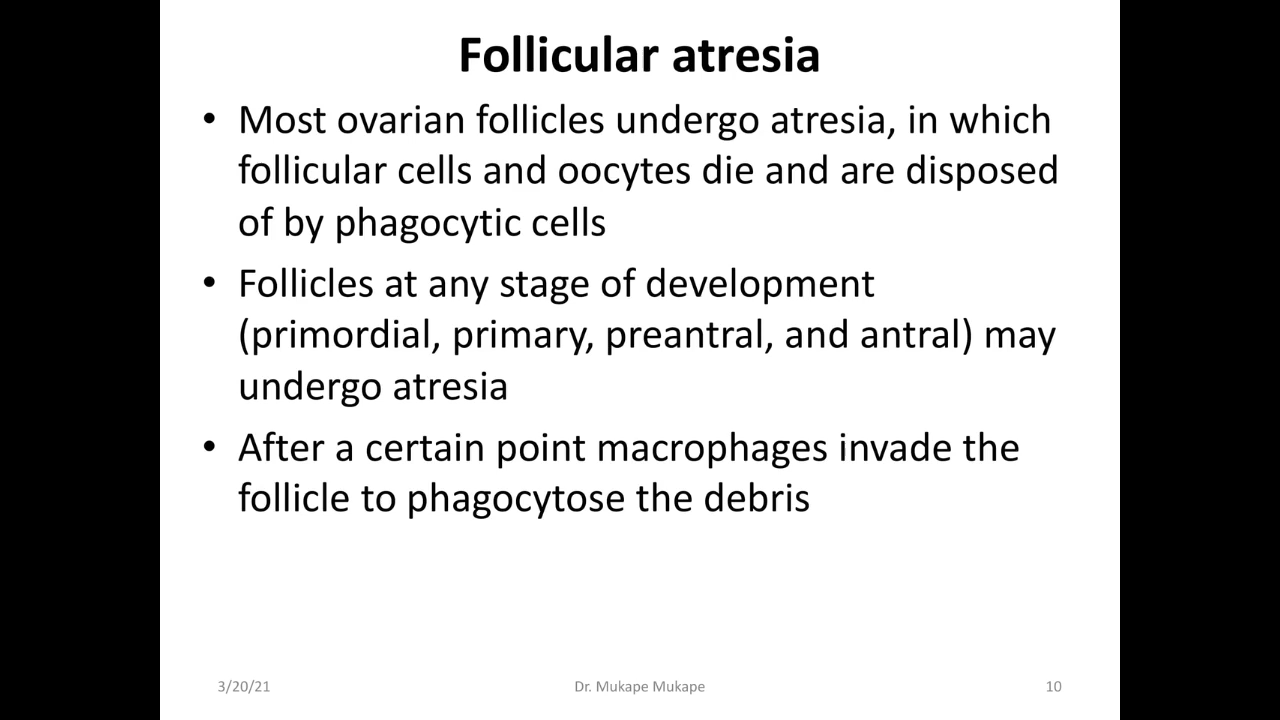 Follicular atresia
• Most ovarian follicles undergo atresia, in which
follicular cells and oocytes die and are disposed
of by phagocytic cells
• Follicles at any stage of development
(primordial, primary, preantral, and antral) may
undergo atresia
• After a certain point macrophages invade the
follicle to phagocytose the debris
3/20/21
Dr. Mukape Mukape
10